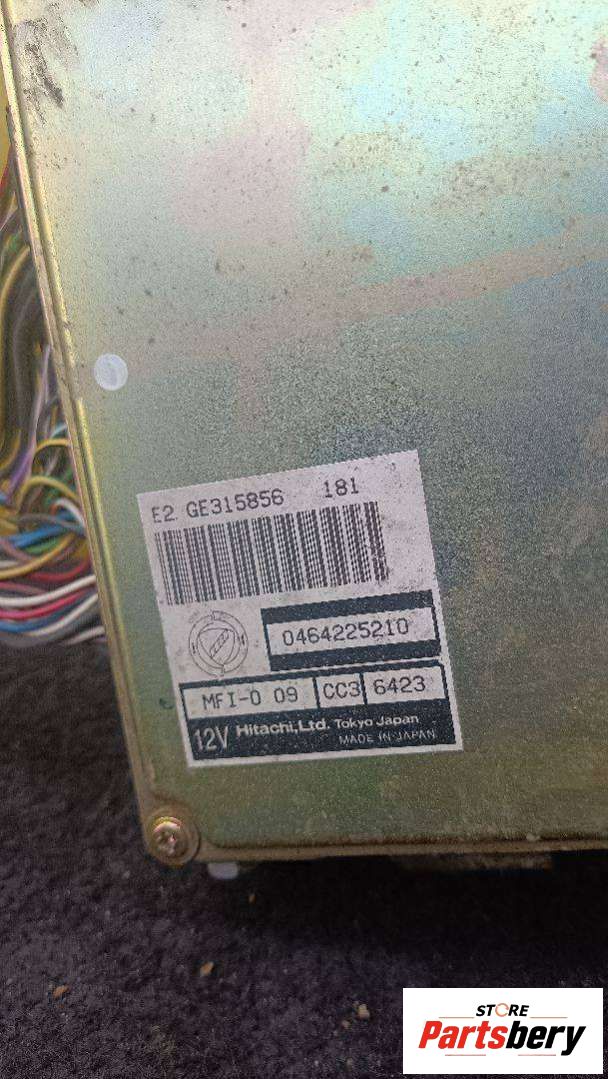 E2 GE315856 181
0464225210
MFI-0 09 CC3 6423
12V Hitachi,Ltd. Tokyo Japan
MADE IN JAPAN
STORE
Partsbery